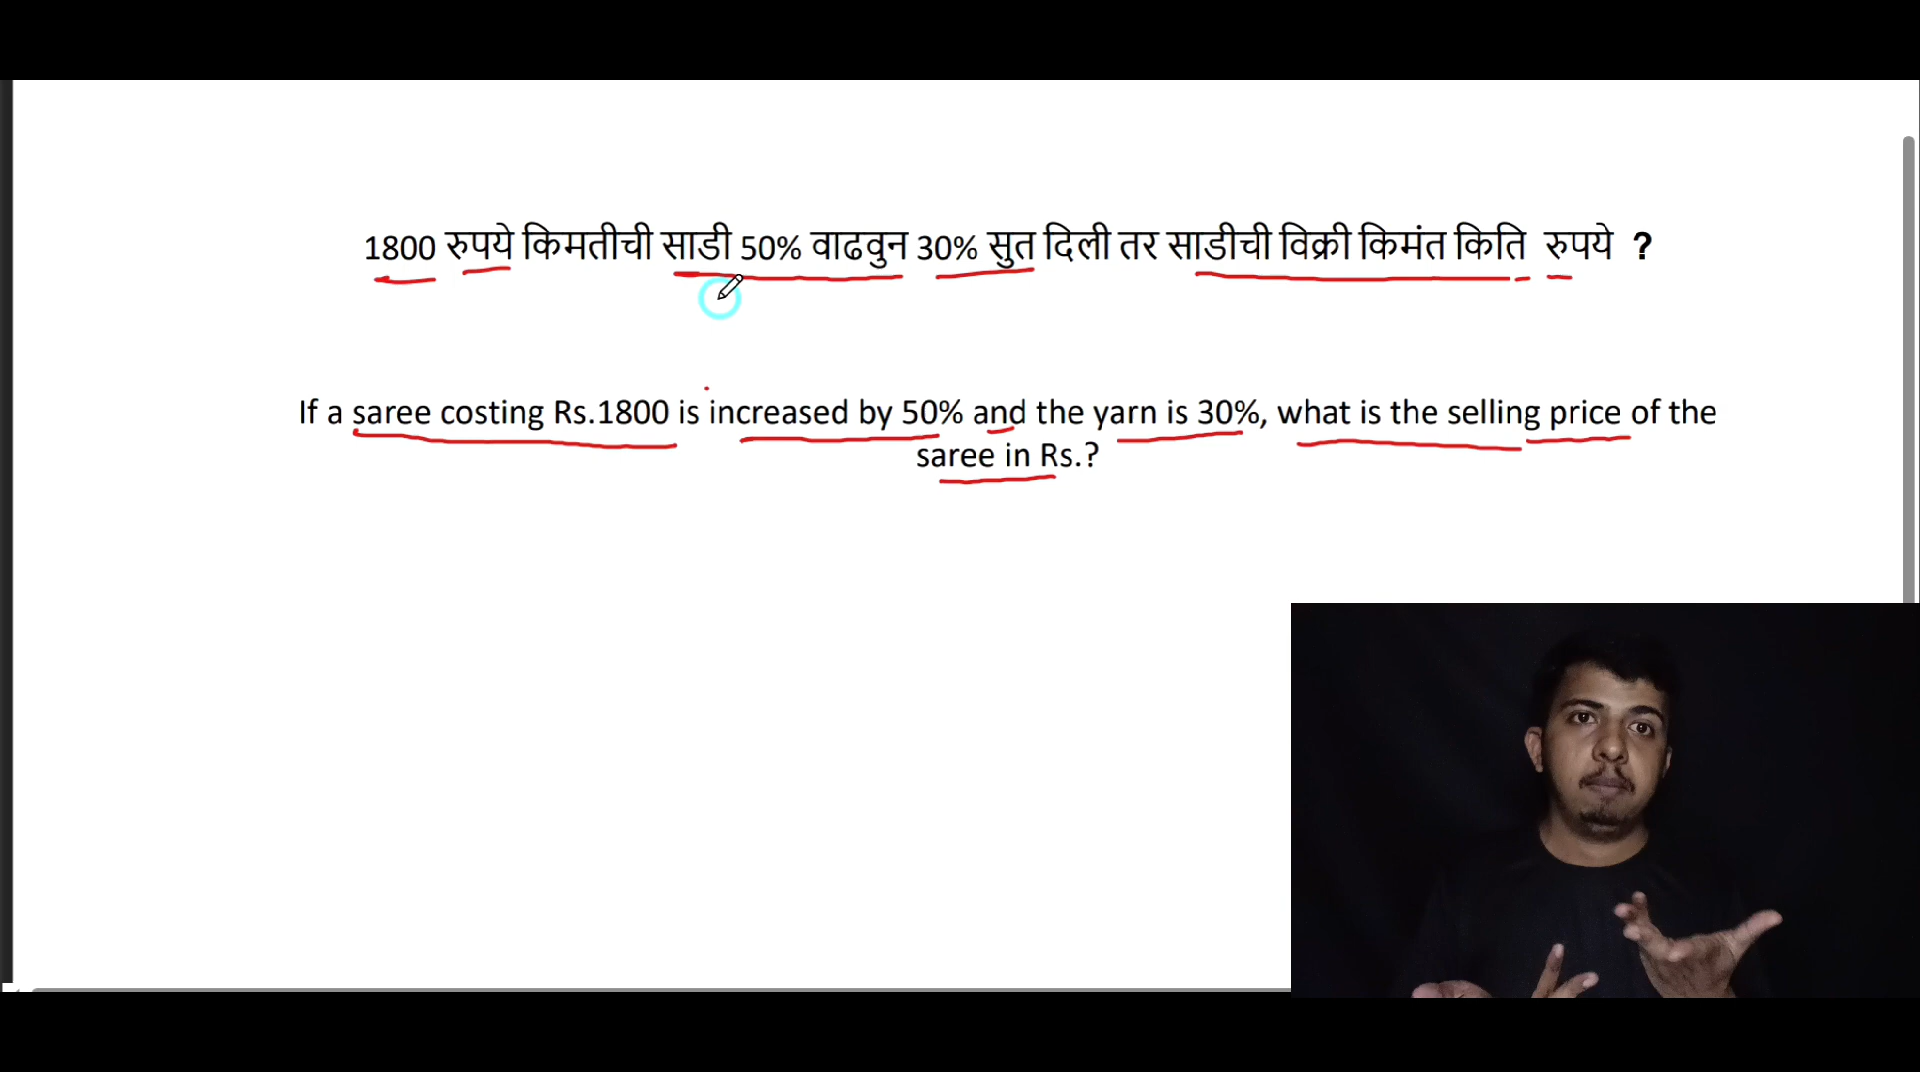 1800 रुपये किमतीची साडी 50% वाढवुन 30% सुत दिली तर साडीची विक्री किमंत किति रुपये ?
If a saree costing Rs.1800 is increased by 50% and the yarn is 30%, what is the selling price of the
saree in Rs.?